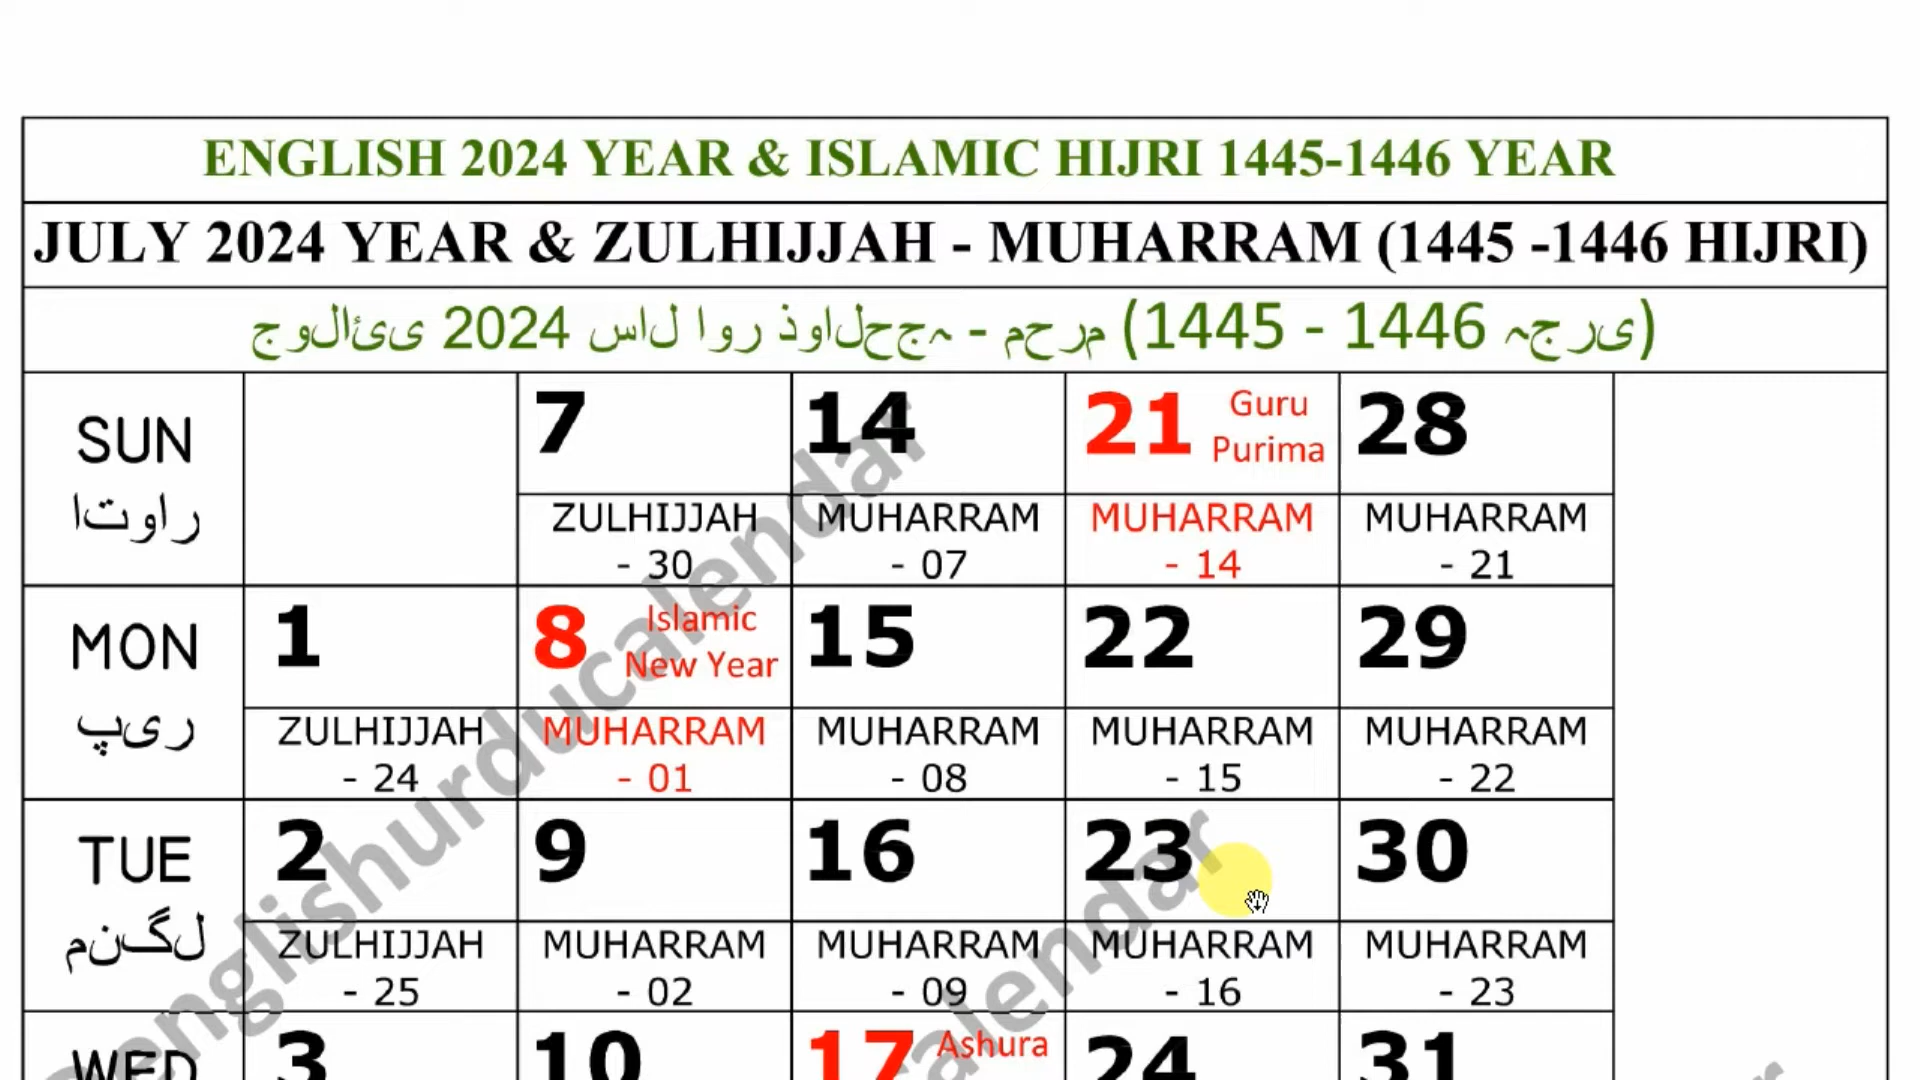 ENGLISH 2024 YEAR & ISLAMIC HIJRI 1445-1446 YEAR
JULY 2024 YEAR & ZULHIJJAH - MUHARRAM (1445 -1446 HIJRI)
جولائی 2024 سال اور ذوالحجہ - محرم (1445 - 1446 ہجری)
SUN 7 14 21 Guru Purima 28
اتوار ZULHIJJAH - 30 MUHARRAM - 07 MUHARRAM - 14 MUHARRAM - 21
MON 1 8 Islamic New Year 15 22 29
پیر ZULHIJJAH - 24 MUHARRAM - 01 MUHARRAM - 08 MUHARRAM - 15 MUHARRAM - 22
TUE 2 9 16 23 30
منگل ZULHIJJAH - 25 MUHARRAM - 02 MUHARRAM - 09 MUHARRAM - 16 MUHARRAM - 23
WED 3 10 17 Ashura 24 31
englishurducalendar